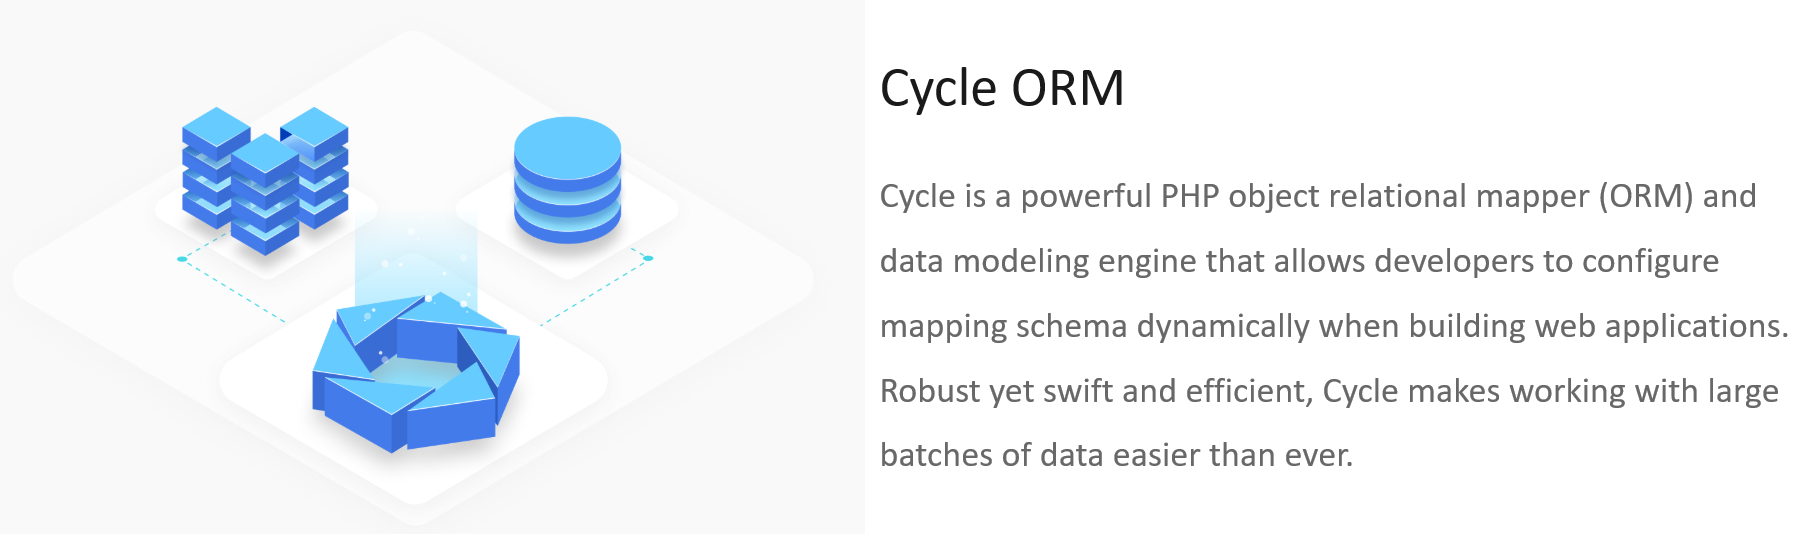 Cycle ORM
Cycle is a powerful PHP object relational mapper (ORM) and
data modeling engine that allows developers to configure
mapping schema dynamically when building web applications.
Robust yet swift and efficient, Cycle makes working with large
batches of data easier than ever.